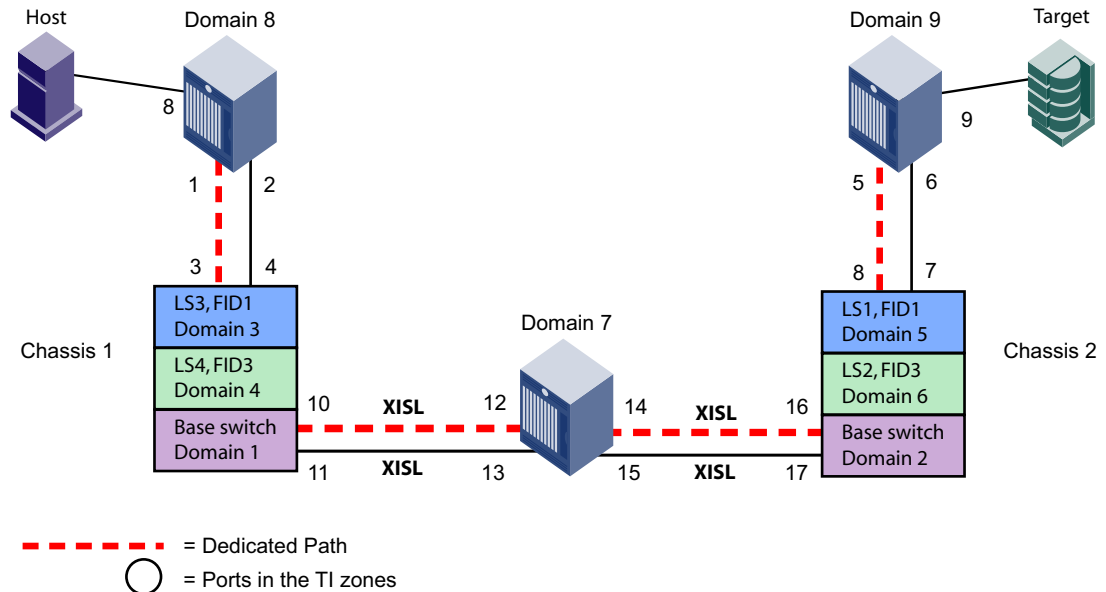 Host
Domain 8
Domain 9
Target
8
9
1
2
5
6
3
4
8
7
LS3, FID1
Domain 3
LS1, FID1
Domain 5
Chassis 1
Domain 7
Chassis 2
LS4, FID3
Domain 4
LS2, FID3
Domain 6
10
XISL
12
14
XISL
16
Base switch
Domain 1
Base switch
Domain 2
11
XISL
13
15
XISL
17
= Dedicated Path
= Ports in the TI zones